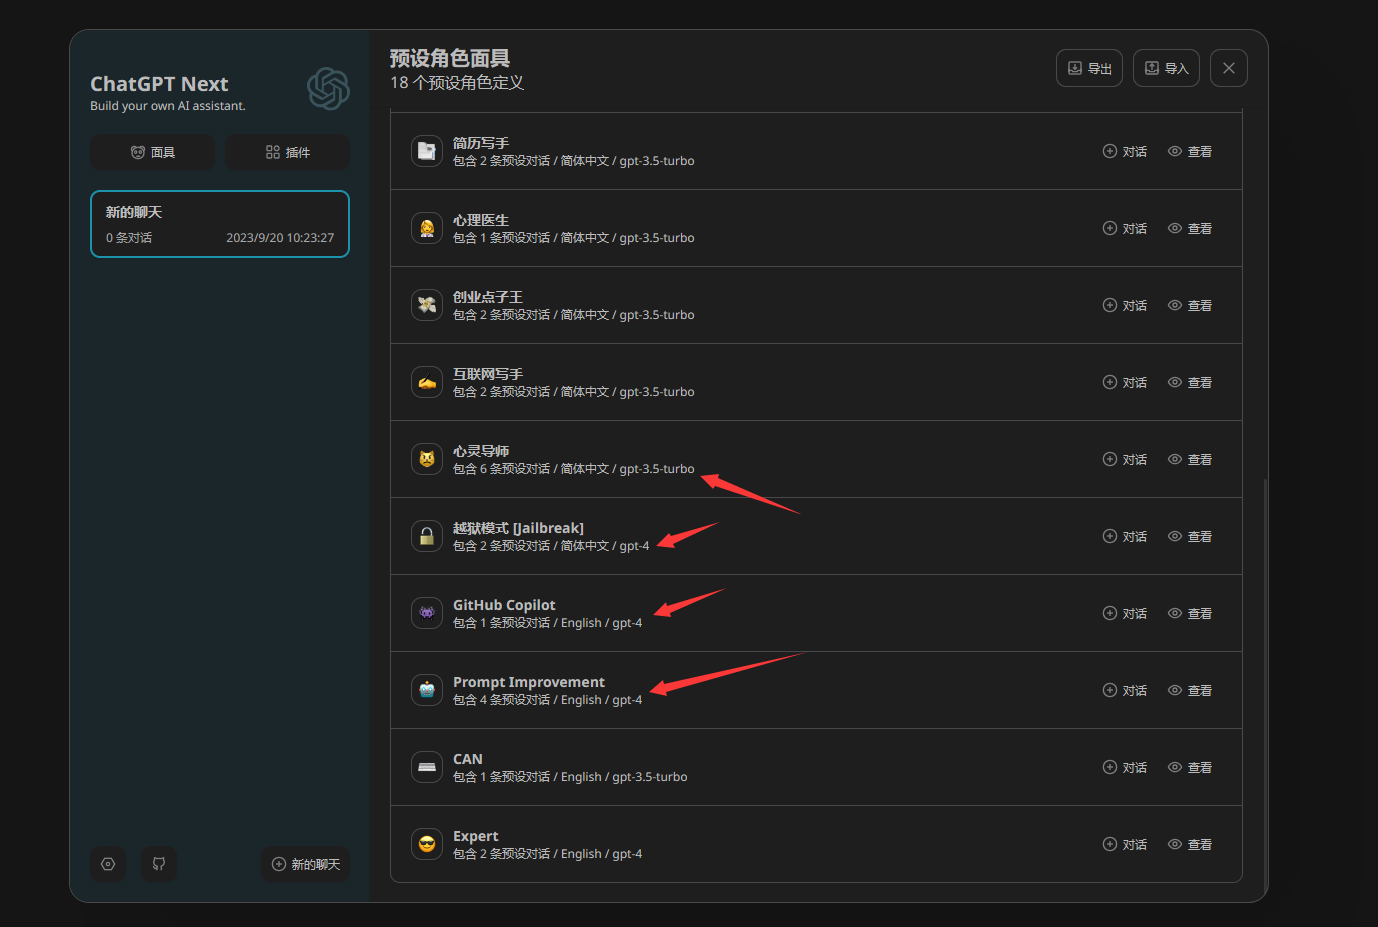 ChatGPT Next
Build your own AI assistant.
面具
插件
新的聊天
0 条对话
2023/9/20 10:23:27
新的聊天
预设角色面具
18 个预设角色定义
导出
导入
简历写手
包含 2 条预设对话 / 简体中文 / gpt-3.5-turbo
对话
查看
心理医生
包含 1 条预设对话 / 简体中文 / gpt-3.5-turbo
对话
查看
创业点子王
包含 2 条预设对话 / 简体中文 / gpt-3.5-turbo
对话
查看
互联网写手
包含 2 条预设对话 / 简体中文 / gpt-3.5-turbo
对话
查看
心灵导师
包含 6 条预设对话 / 简体中文 / gpt-3.5-turbo
对话
查看
越狱模式 [Jailbreak]
包含 2 条预设对话 / 简体中文 / gpt-4
对话
查看
GitHub Copilot
包含 1 条预设对话 / English / gpt-4
对话
查看
Prompt Improvement
包含 4 条预设对话 / English / gpt-4
对话
查看
CAN
包含 1 条预设对话 / English / gpt-3.5-turbo
对话
查看
Expert
包含 2 条预设对话 / English / gpt-4
对话
查看